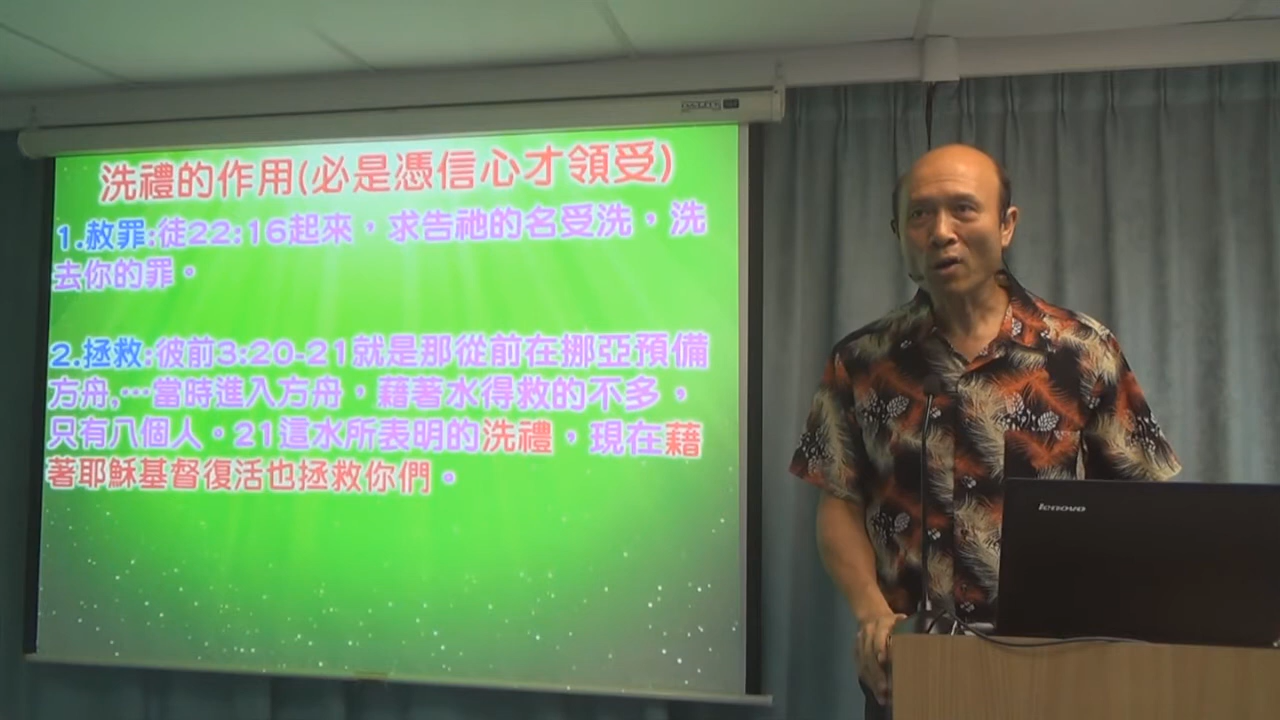 洗禮的作用(必是憑信心才領受)
1.赦罪:徒22:16起來，求告祂的名受洗，洗
去你的罪。
2.拯救:彼前3:20-21就是那從前在挪亞預備
方舟,…當時進入方舟，藉著水得救的不多，
只有八個人。21這水所表明的洗禮，現在藉
著耶穌基督復活也拯救你們。
lenovo